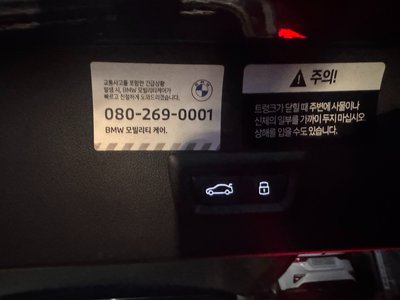 교통사고를 포함한 긴급상황
발생 시, BMW 모빌리티케어가
빠르고 친절하게 도와드리겠습니다.
080-269-0001
BMW 모빌리티 케어.
주의!
트렁크가 닫힐 때 주변에 사물이나
신체의 일부를 가까이 두지 마십시오
상해를 입을 수도 있습니다.